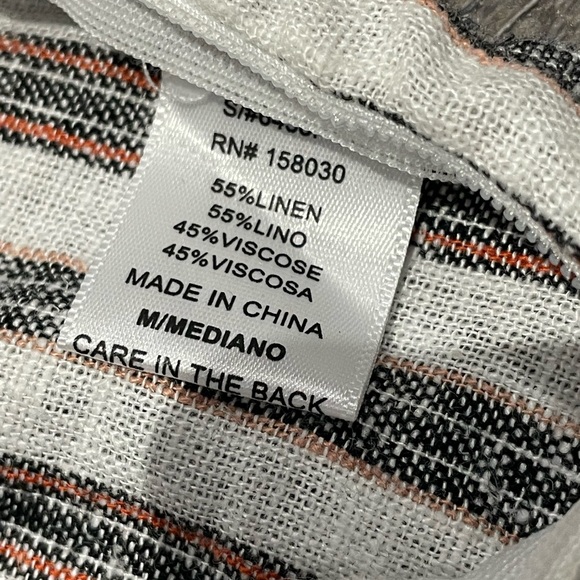 RN# 158030
55%LINEN
55%LINO
45%VISCOSE
45%VISCOSA
MADE IN CHINA
M/MEDIANO
CARE IN THE BACK